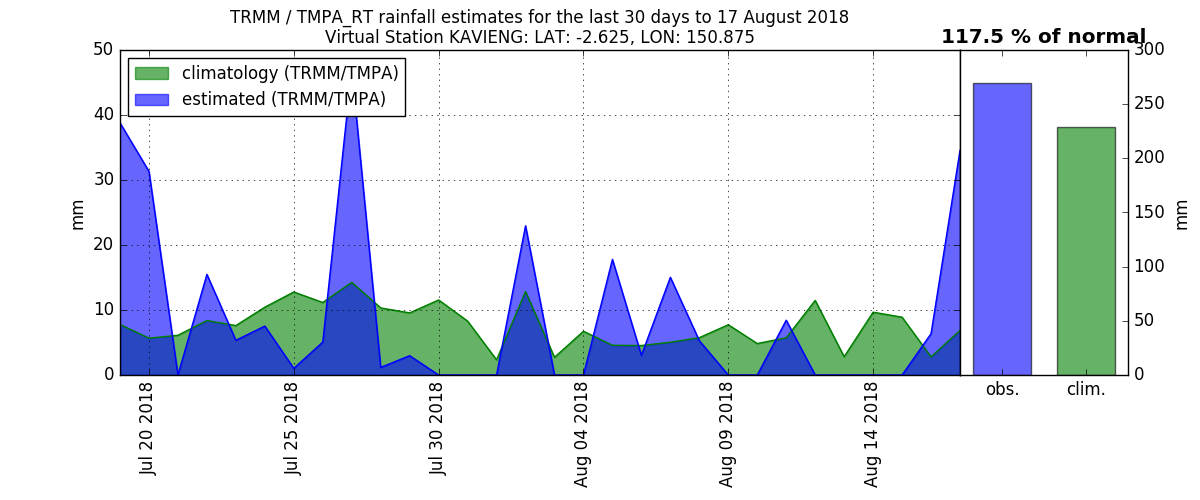 TRMM / TMPA_RT rainfall estimates for the last 30 days to 17 August 2018
Virtual Station KAVIENG: LAT: -2.625, LON: 150.875
117.5 % of normal
climatology (TRMM/TMPA)
estimated (TRMM/TMPA)
50
40
30
20
10
0
mm
Jul 20 2018
Jul 25 2018
Jul 30 2018
Aug 04 2018
Aug 09 2018
Aug 14 2018
obs.
clim.
300
250
200
150
100
50
0
mm